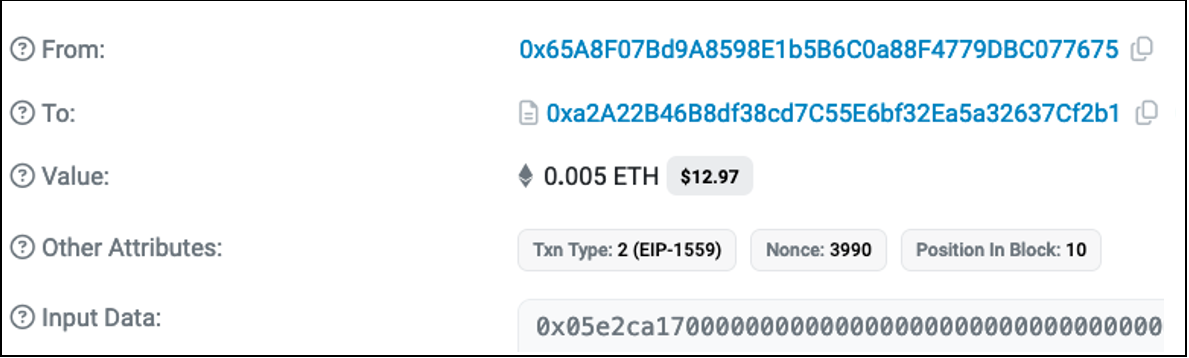 From: 0x65A8F07Bd9A8598E1b5B6C0a88F4779DBC077675
To: 0xa2A22B46B8df38cd7C55E6bf32Ea5a32637Cf2b1
Value: 0.005 ETH $12.97
Other Attributes: Txn Type: 2 (EIP-1559) Nonce: 3990 Position In Block: 10
Input Data: 0x05e2ca1700000000000000000000000000000000